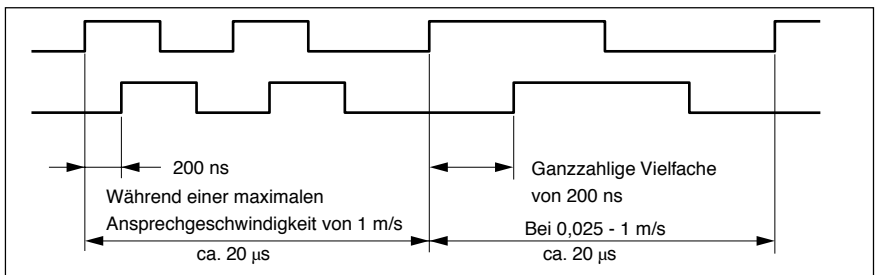 200 ns
Während einer maximalen
Ansprechgeschwindigkeit von 1 m/s
ca. 20 μs
Ganzzahlige Vielfache
von 200 ns
Bei 0,025 - 1 m/s
ca. 20 μs